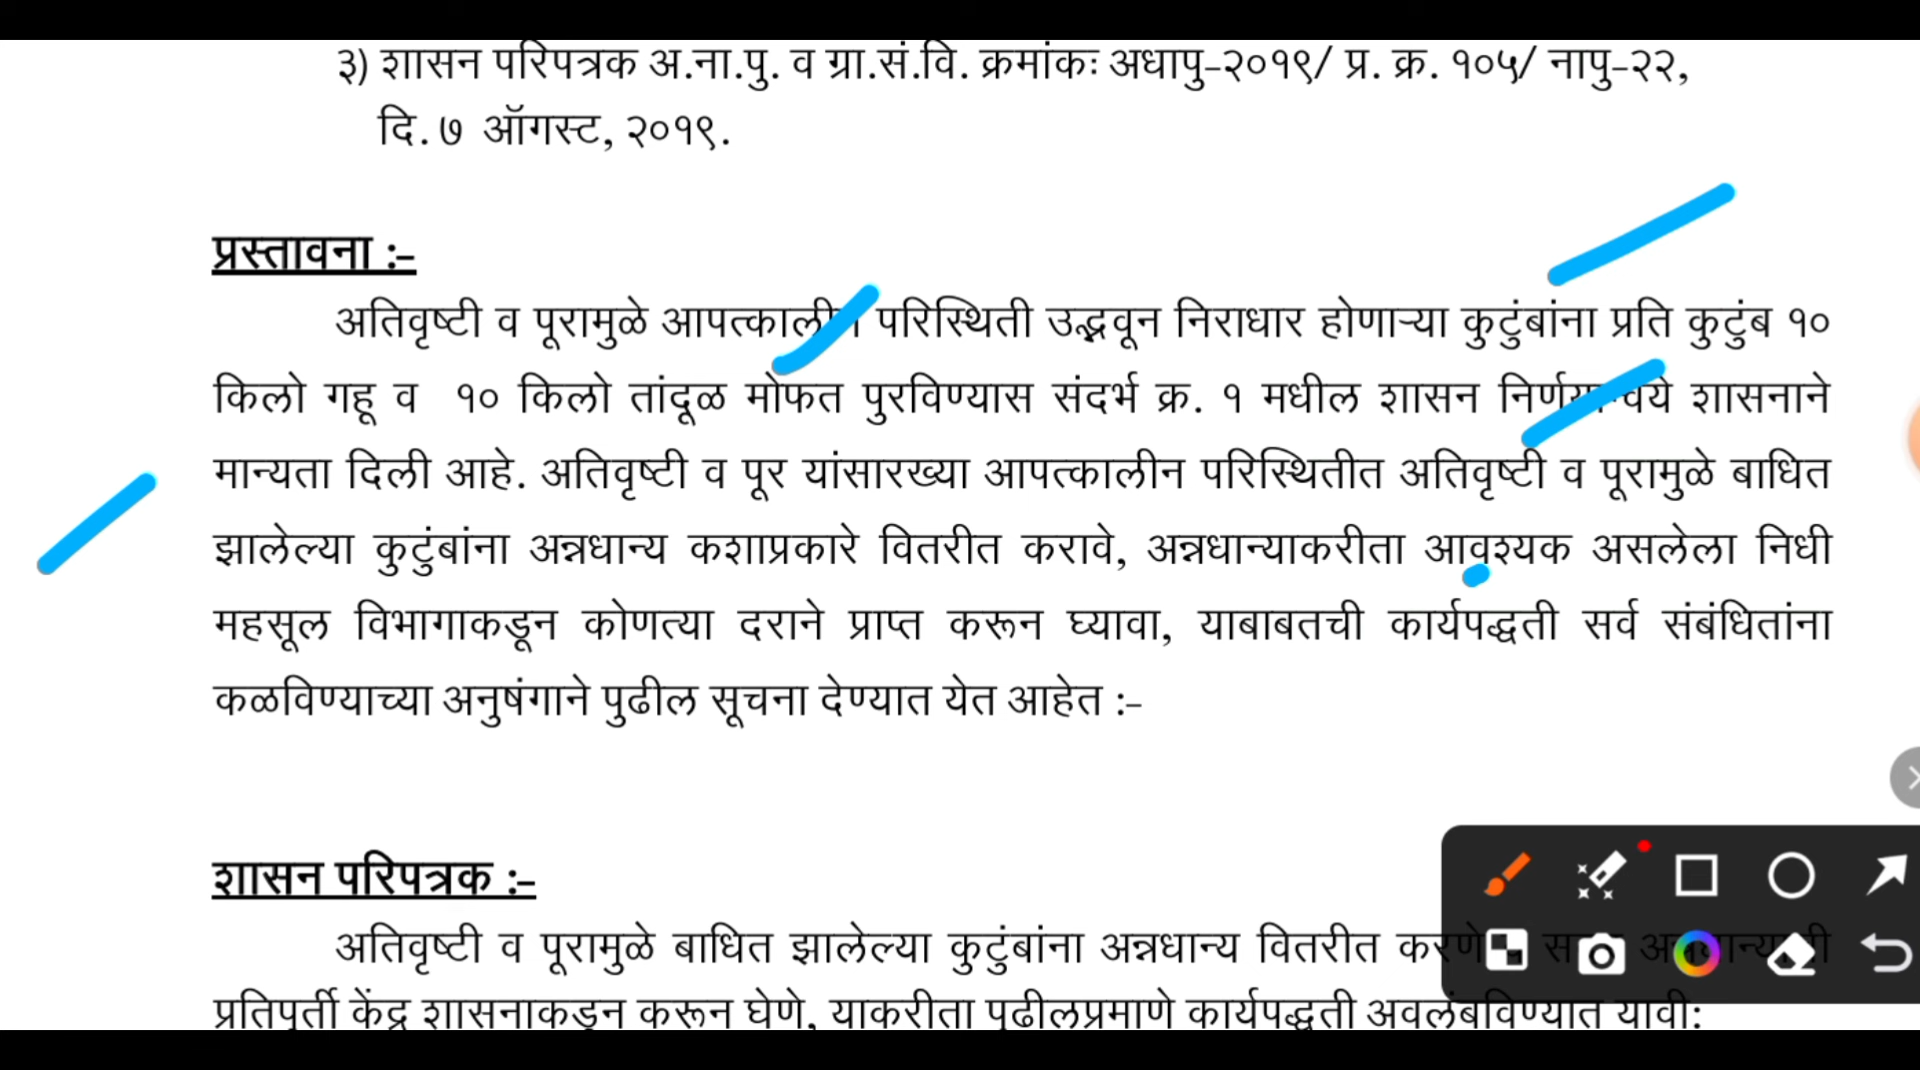 ३) शासन परिपत्रक अ.ना.पु. व ग्रा.सं.वि. क्रमांकः अधापु-२०१९/ प्र. क्र. १०५/ नापु-२२,
दि. ७ ऑगस्ट, २०१९.
प्रस्तावना :-
अतिवृष्टी व पूरामुळे आपत्कालीन परिस्थिती उद्भवून निराधार होणाऱ्या कुटुंबांना प्रति कुटुंब १०
किलो गहू व १० किलो तांदूळ मोफत पुरविण्यास संदर्भ क्र. १ मधील शासन निर्णयान्वये शासनाने
मान्यता दिली आहे. अतिवृष्टी व पूर यांसारख्या आपत्कालीन परिस्थितीत अतिवृष्टी व पूरामुळे बाधित
झालेल्या कुटुंबांना अन्नधान्य कशाप्रकारे वितरीत करावे, अन्नधान्याकरीता आवश्यक असलेला निधी
महसूल विभागाकडून कोणत्या दराने प्राप्त करून घ्यावा, याबाबतची कार्यपद्धती सर्व संबंधितांना
कळविण्याच्या अनुषंगाने पुढील सूचना देण्यात येत आहेत :-
शासन परिपत्रक :-
अतिवृष्टी व पूरामुळे बाधित झालेल्या कुटुंबांना अन्नधान्य वितरीत
प्रतिपूर्ती केंद्र शासनाकडून करून घेणे, याकरीता पुढीलप्रमाणे कार्यपद्धती अवलंबविण्यात यावी: